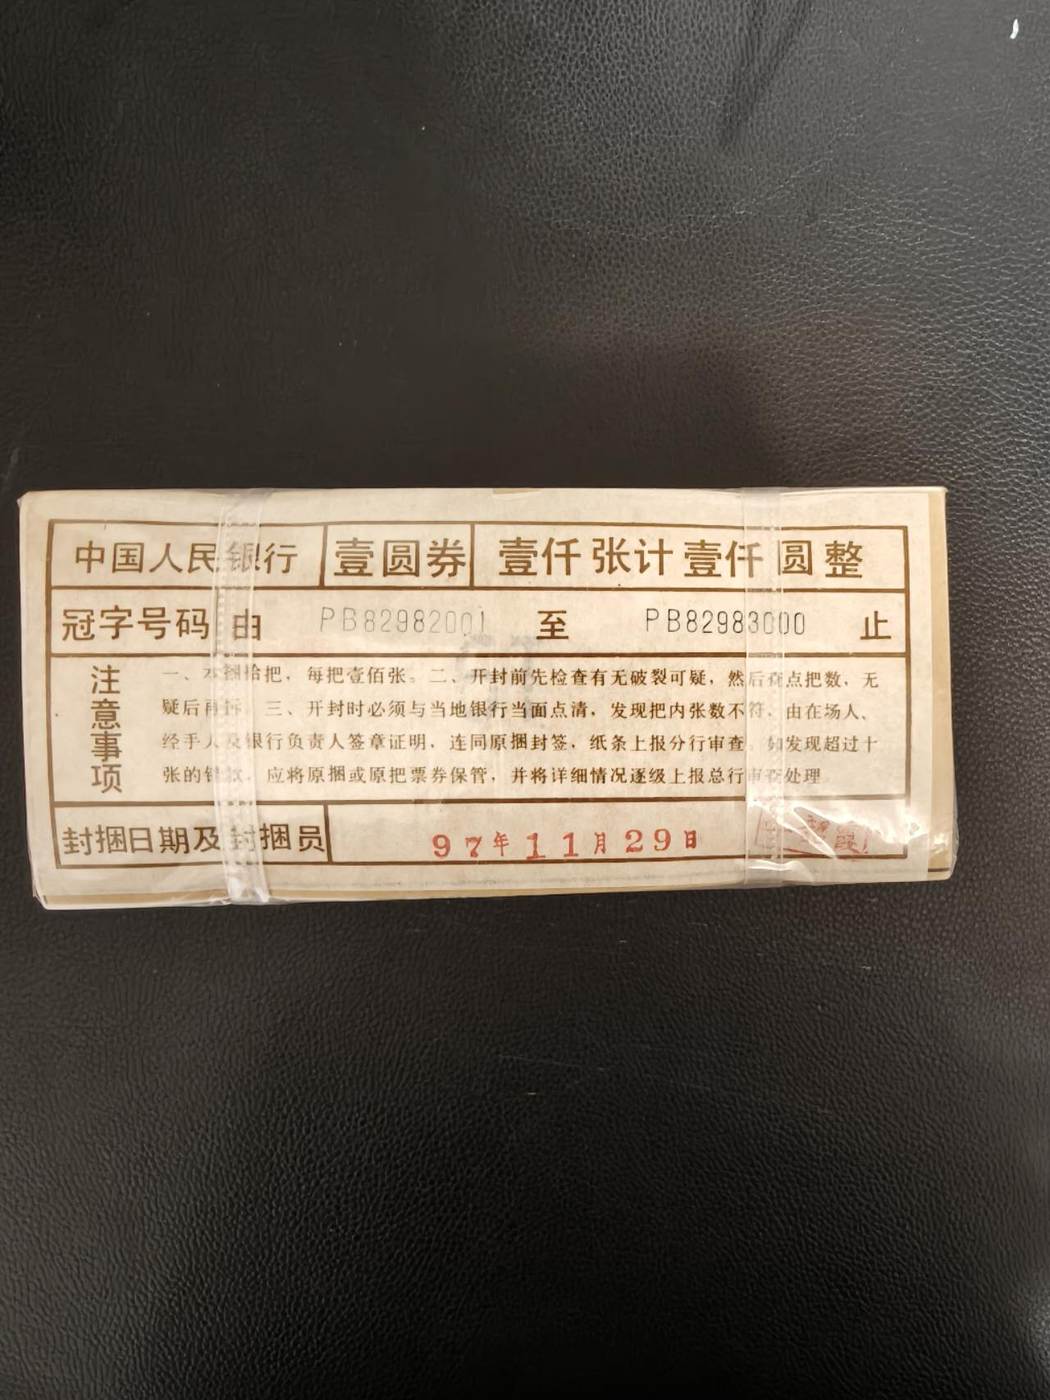 中国人民银行 壹圆券 壹仟张计壹仟圆整
冠字号码 由 PB82982001 至 PB82983000 止
注意事项
一、本捆拾把，每把壹佰张。二、开封前先检查有无破裂可疑，然后查点把数，无
疑后再拆。三、开封时必须与当地银行当面点清，发现把内张数不符，由在场人、
经手人及银行负责人签章证明，连同原捆封签，纸条上报分行审查。如发现超过十
张的错款，应将原捆或原把票券保管，并将详细情况逐级上报总行审查处理
封捆日期及封捆员 97年11月29日